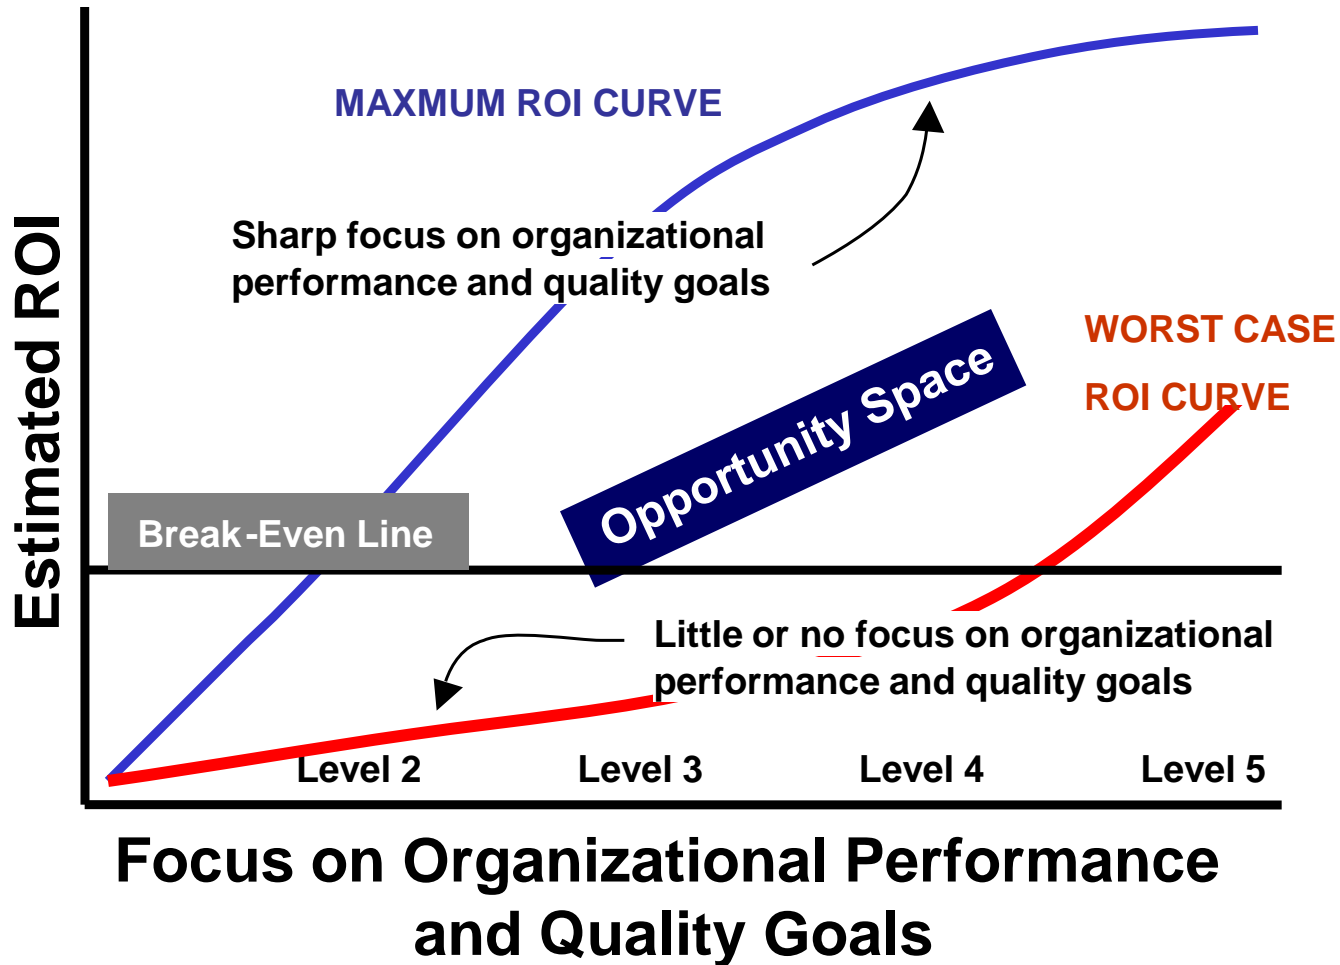 MAXMUM ROI CURVE
Sharp focus on organizational
performance and quality goals
WORST CASE
ROI CURVE
Estimated ROI
Opportunity Space
Break-Even Line
Little or no focus on organizational
performance and quality goals
Level 2
Level 3
Level 4
Level 5
Focus on Organizational Performance
and Quality Goals